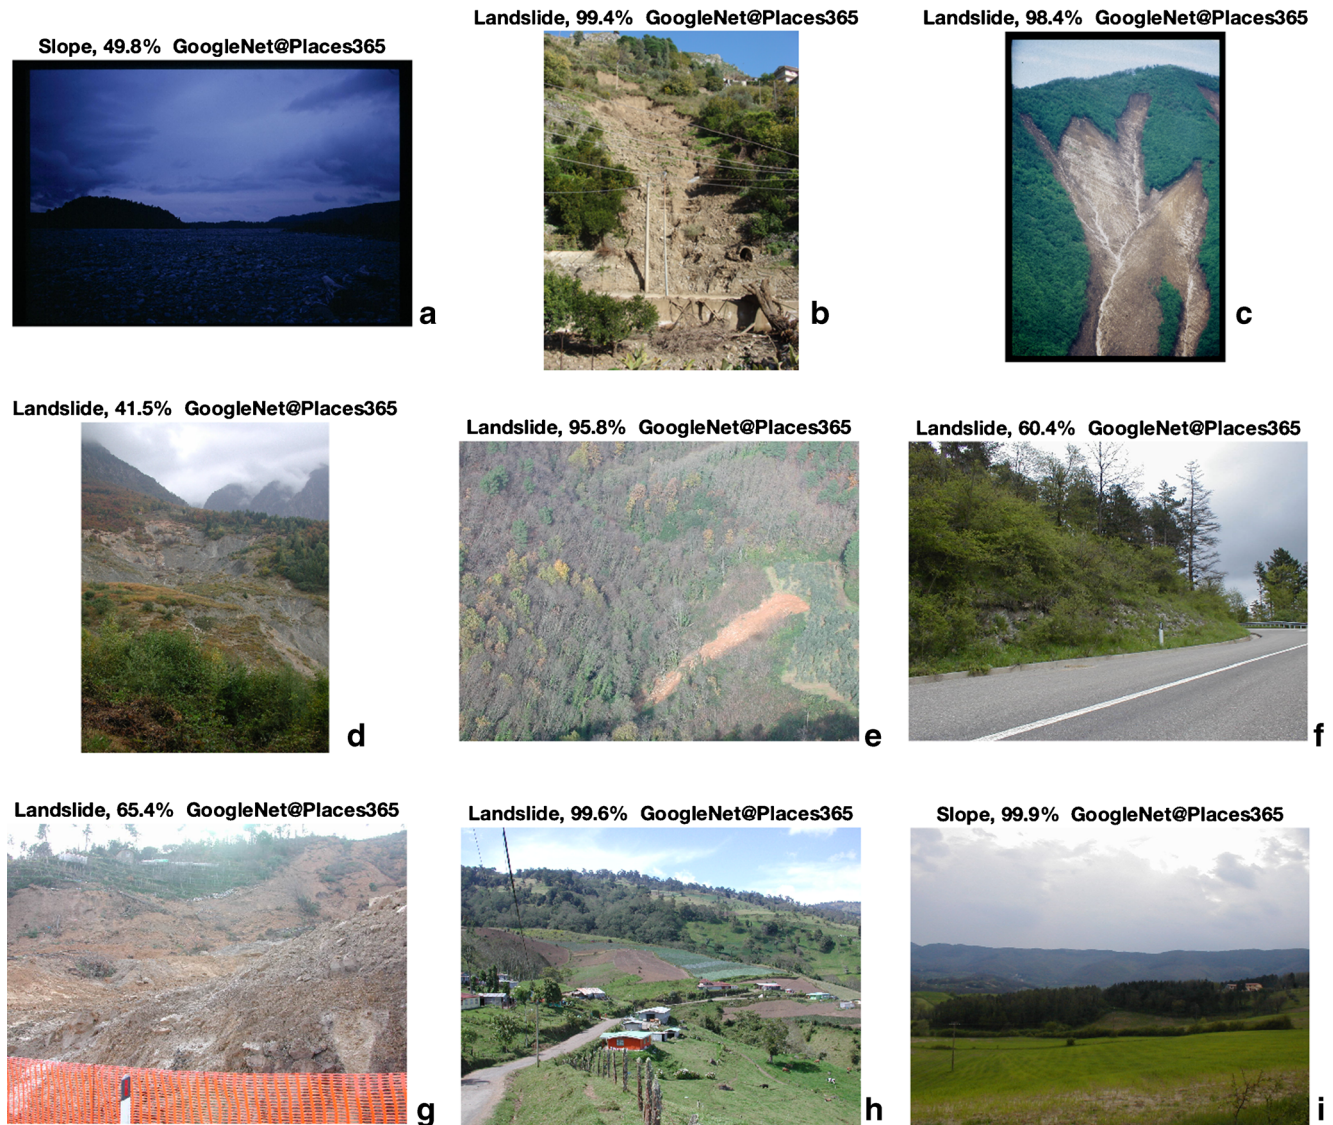 Slope, 49.8% GoogleNet@Places365
Landslide, 99.4% GoogleNet@Places365
Landslide, 98.4% GoogleNet@Places365
a
b
c
Landslide, 41.5% GoogleNet@Places365
Landslide, 95.8% GoogleNet@Places365
Landslide, 60.4% GoogleNet@Places365
d
e
f
Landslide, 65.4% GoogleNet@Places365
Landslide, 99.6% GoogleNet@Places365
Slope, 99.9% GoogleNet@Places365
g
h
i